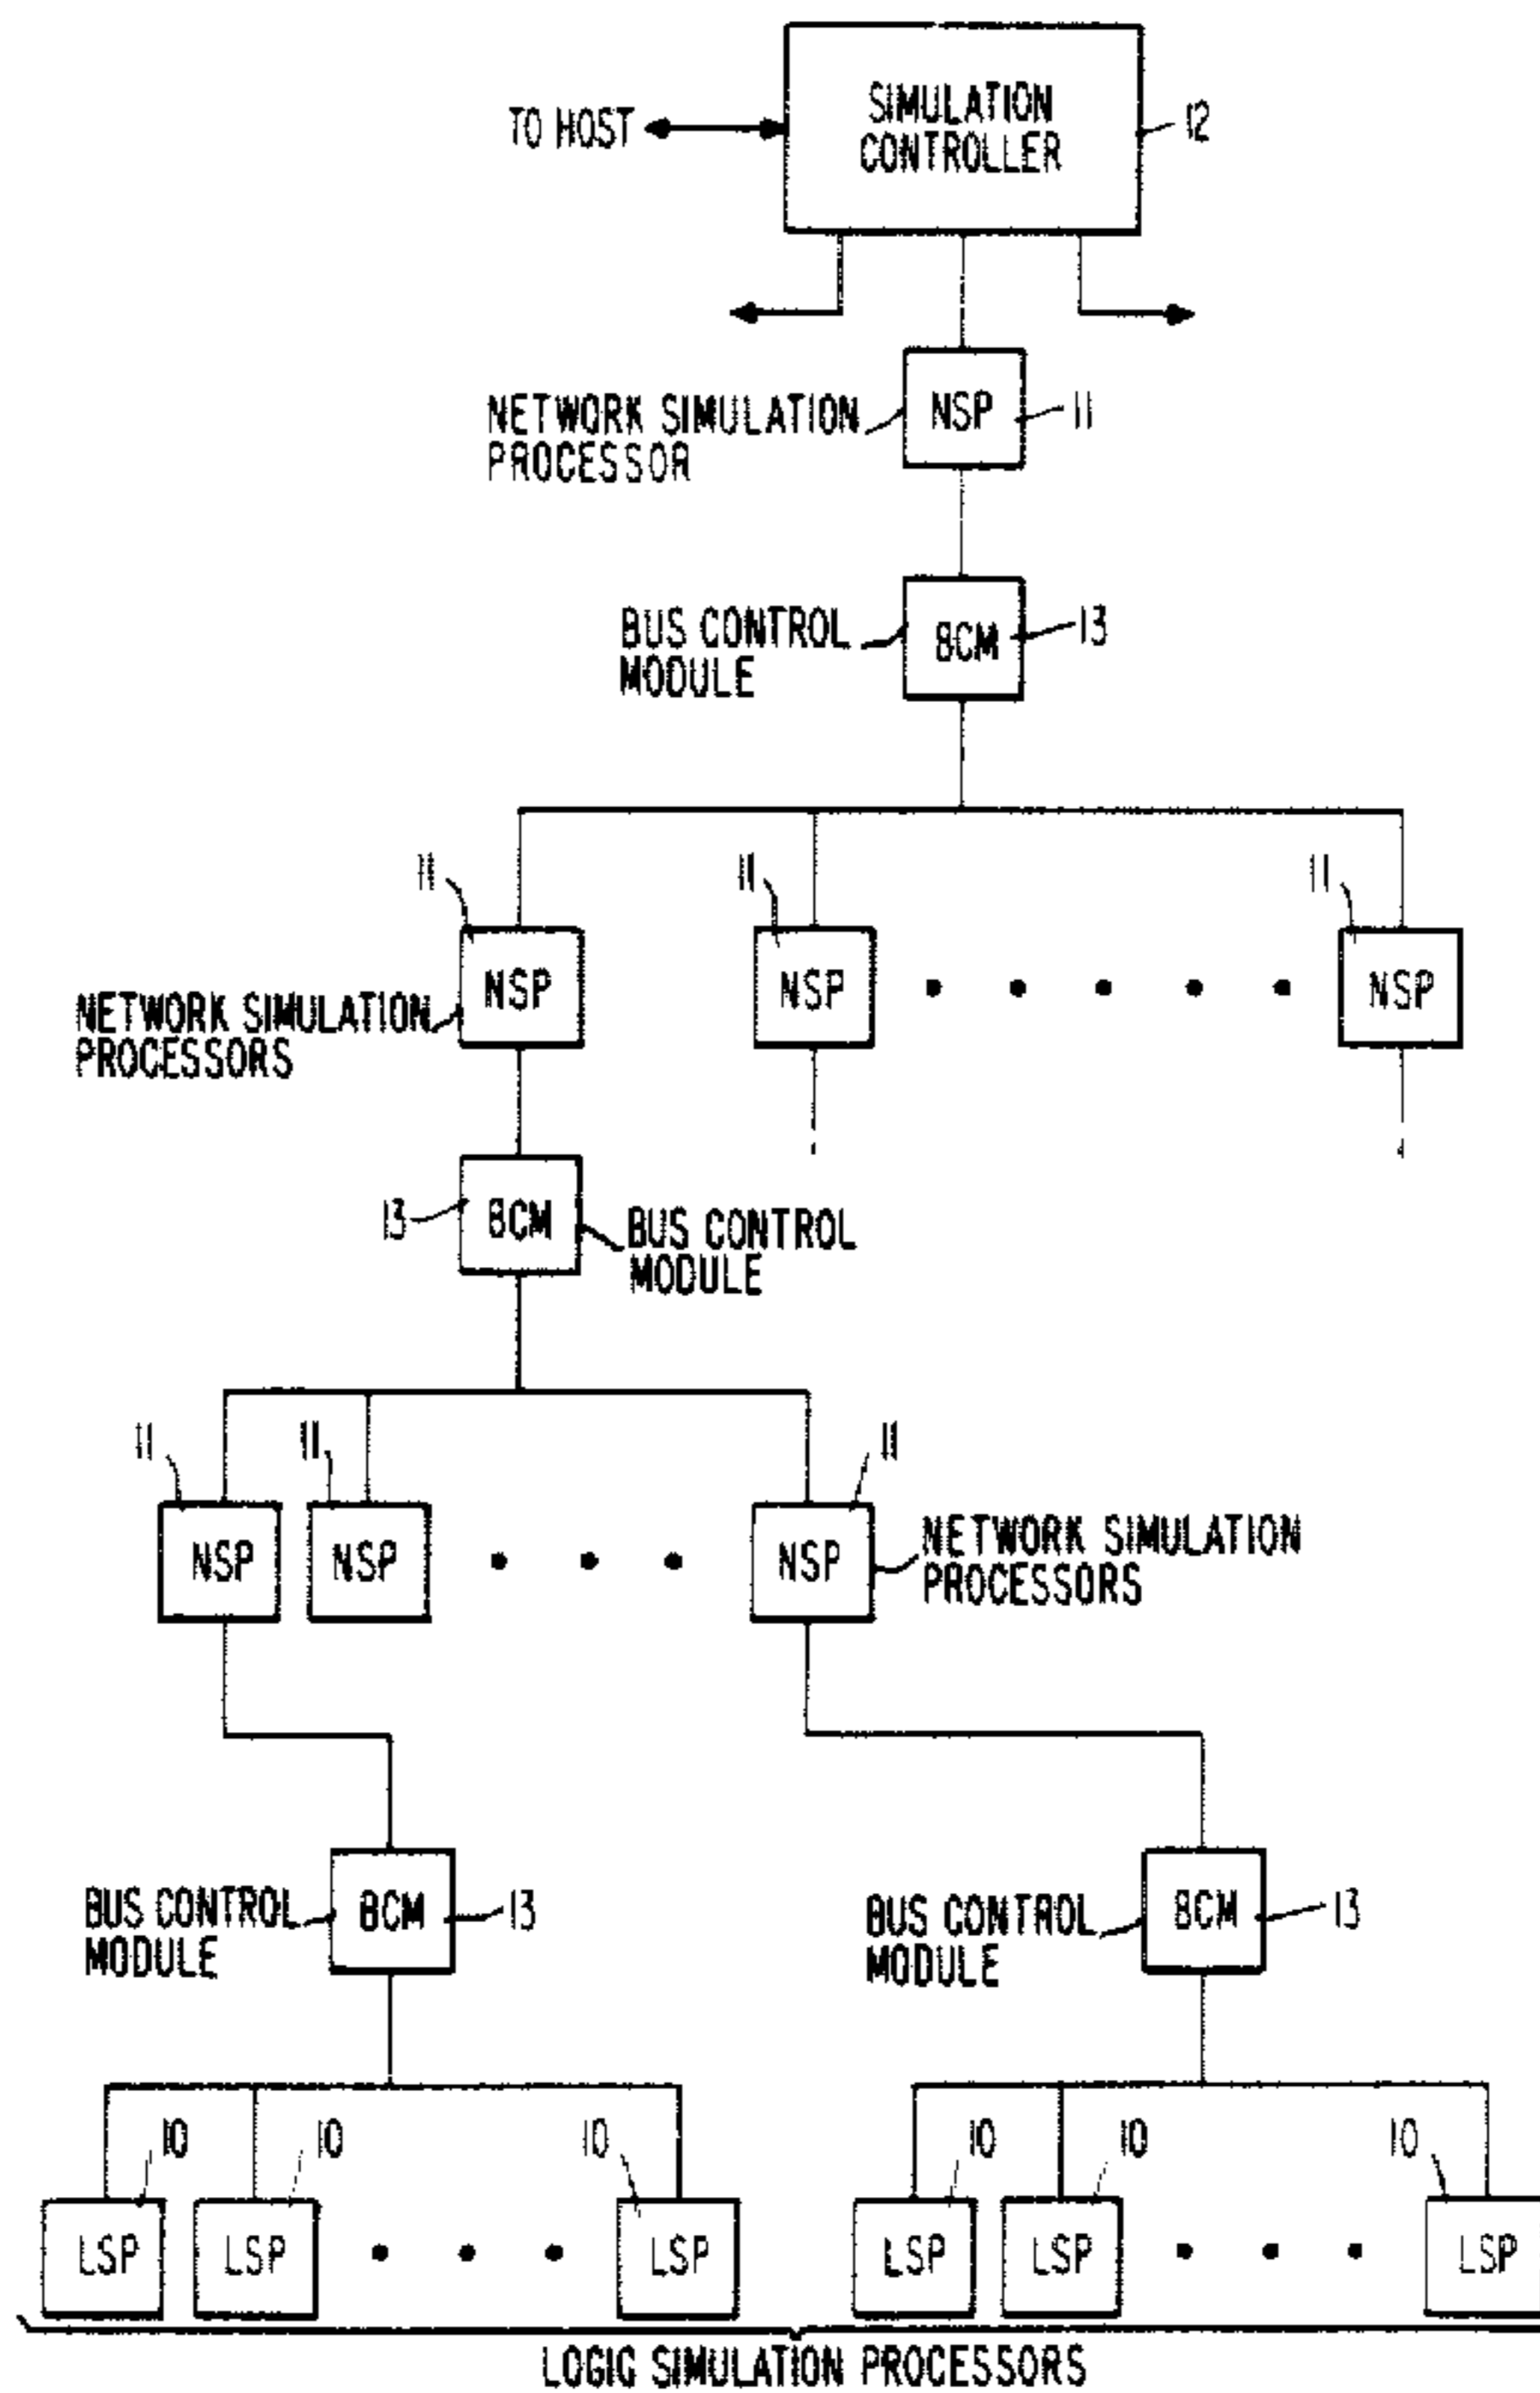 SIMULATION
CONTROLLER
12
TO HOST
NETWORK SIMULATION
PROCESSOR
NSP
11
BUS CONTROL
MODULE
BCM
13
11
11
11
NSP
NSP
NSP
NETWORK SIMULATION
PROCESSORS
13
BCM
BUS CONTROL
MODULE
11
11
11
NSP
NSP
NSP
NETWORK SIMULATION
PROCESSORS
BUS CONTROL
MODULE
BCM
13
BUS CONTROL
MODULE
BCM
13
10
10
10
10
10
10
LSP
LSP
LSP
LSP
LSP
LSP
LOGIC SIMULATION PROCESSORS